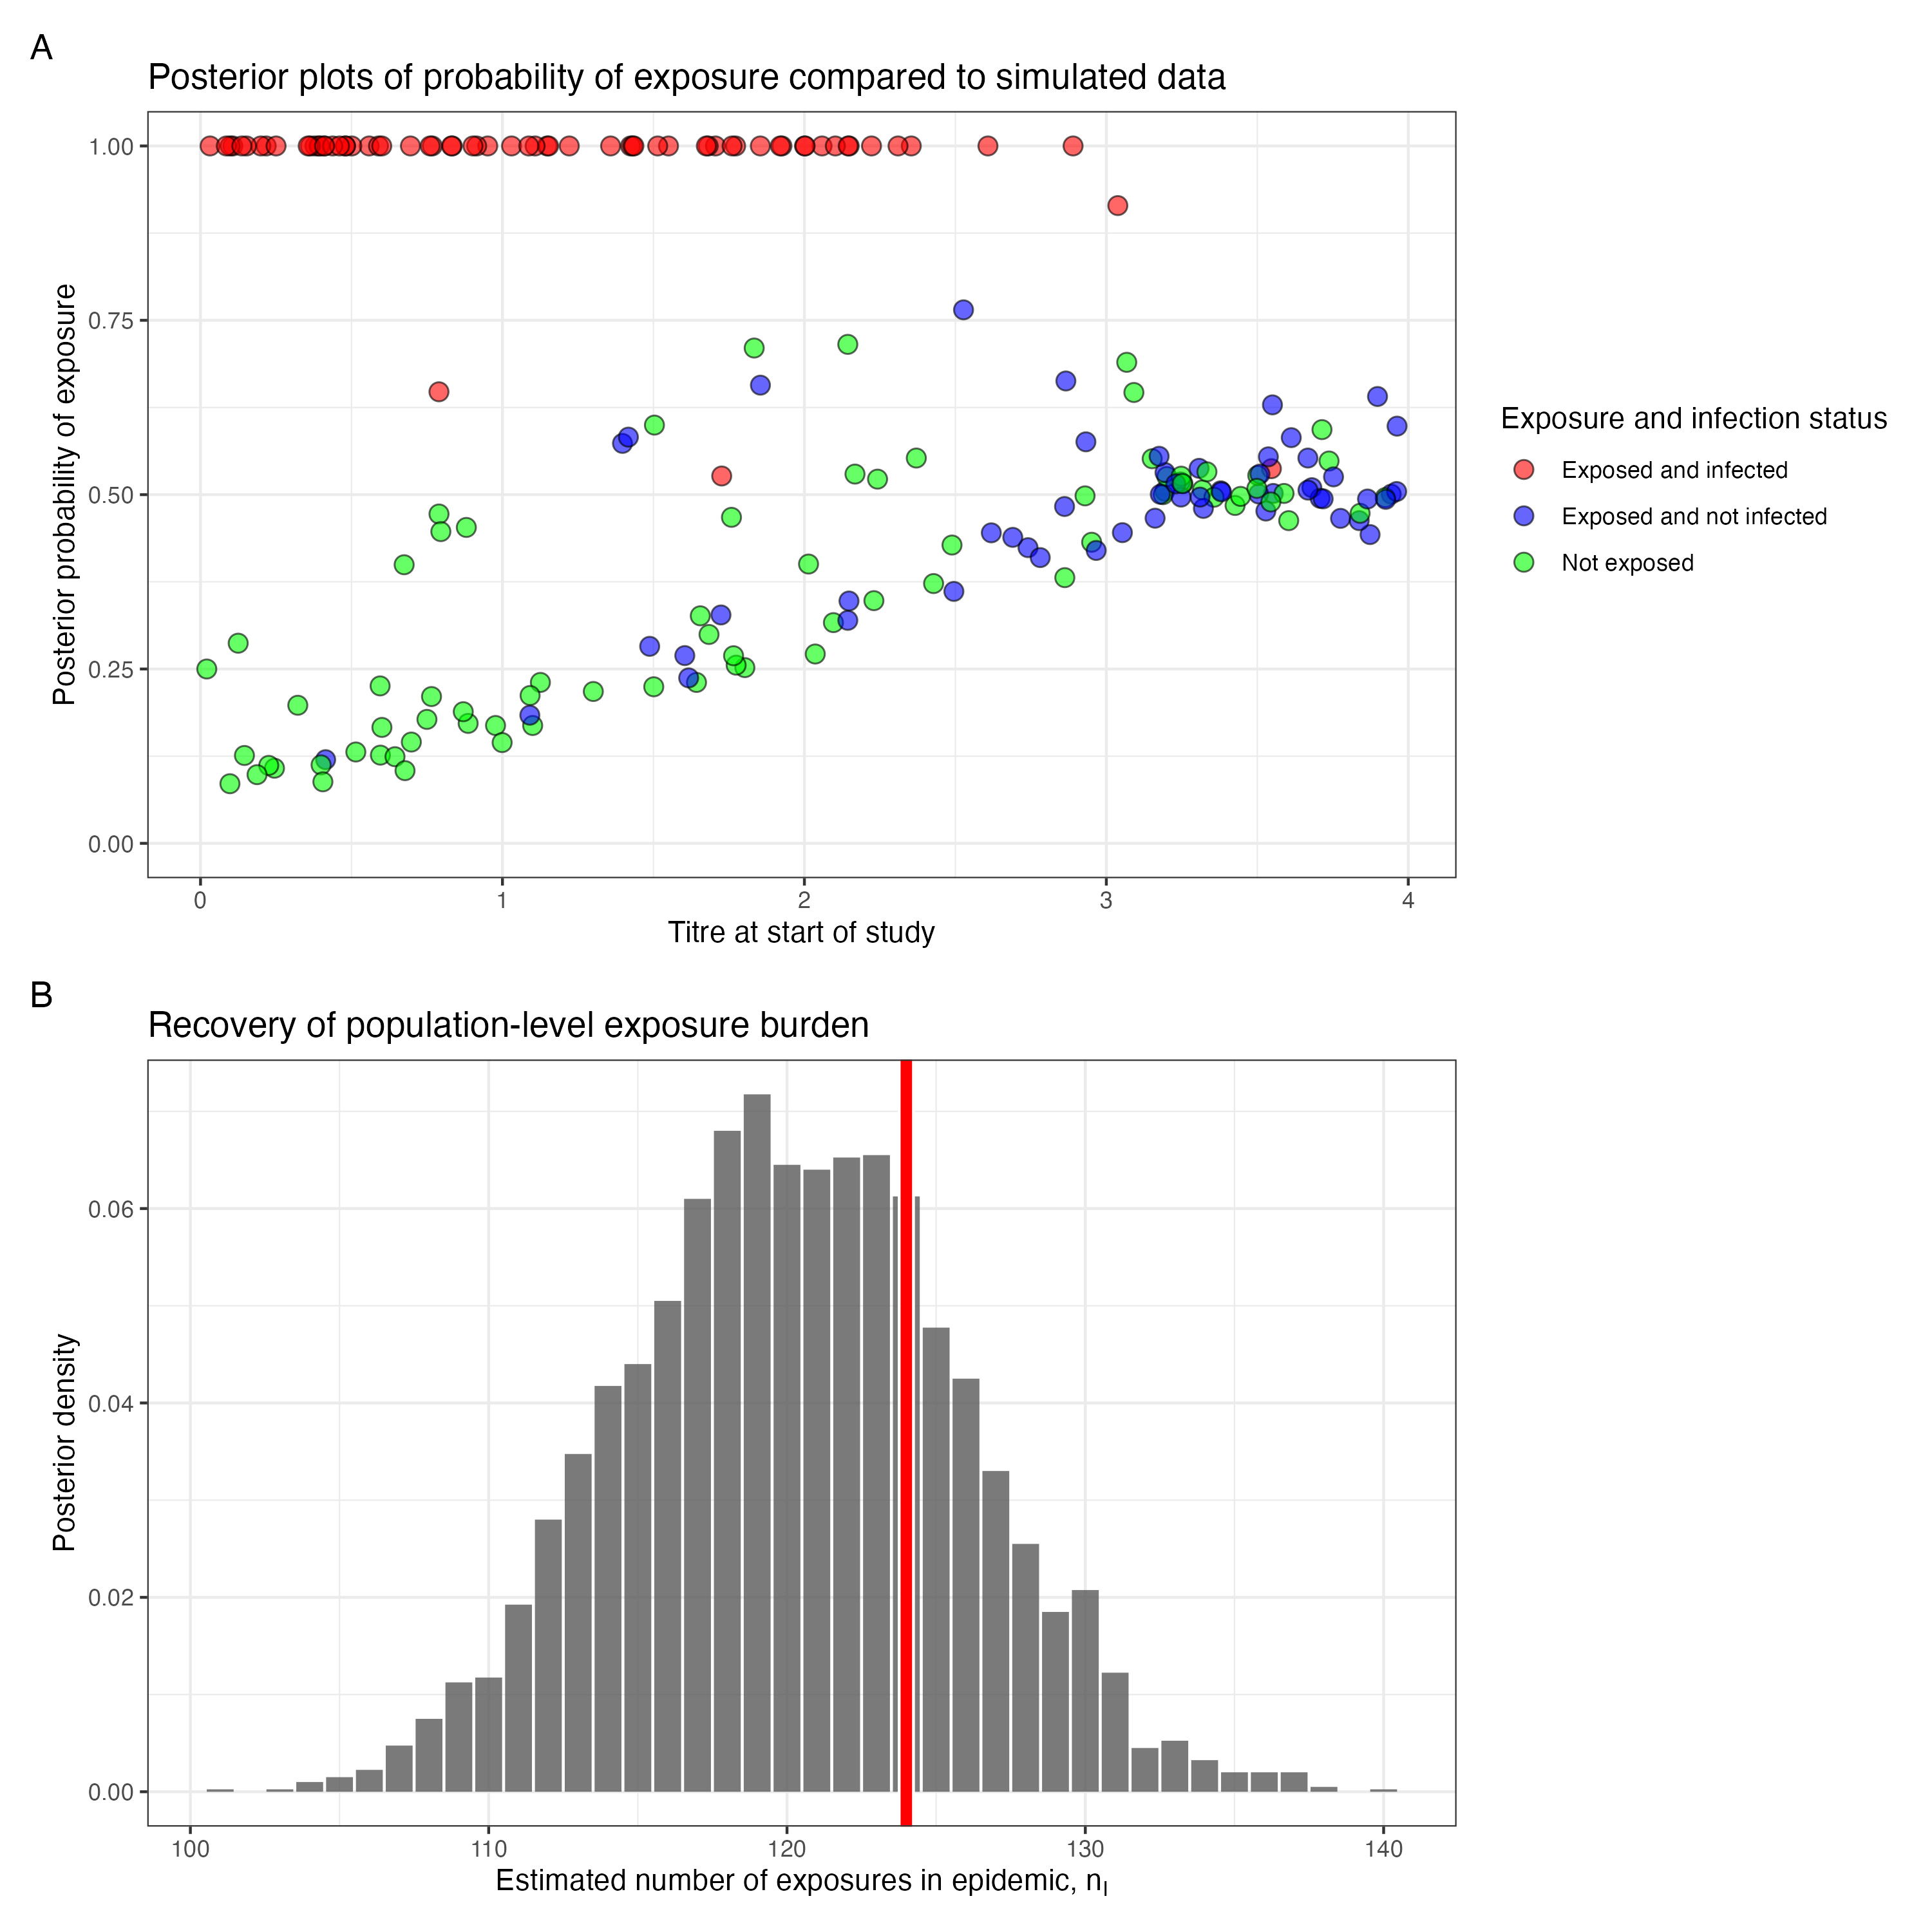 A
Posterior plots of probability of exposure compared to simulated data
Posterior probability of exposure
1.00
0.75
0.50
0.25
0.00
0 1 2 3 4
Titre at start of study
Exposure and infection status
Exposed and infected
Exposed and not infected
Not exposed
B
Recovery of population-level exposure burden
Posterior density
0.06
0.04
0.02
0.00
100 110 120 130 140
Estimated number of exposures in epidemic, nI